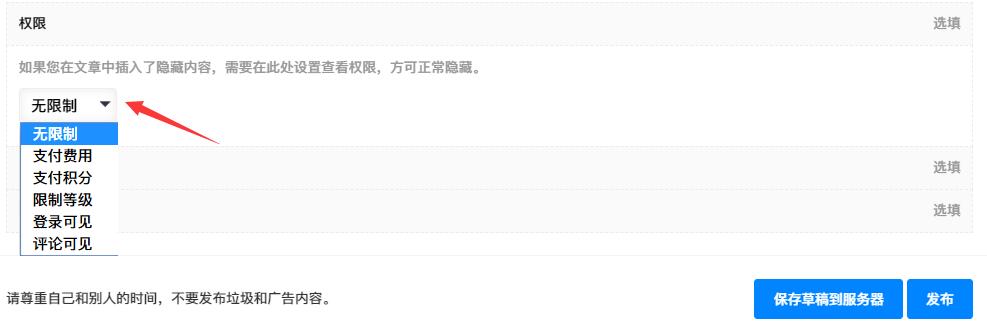 权限 选填
如果您在文章中插入了隐藏内容，需要在此处设置查看权限，方可正常隐藏。
无限制
无限制
支付费用
支付积分
选填
限制等级
登录可见
选填
评论可见
请尊重自己和别人的时间，不要发布垃圾和广告内容。 保存草稿到服务器 发布